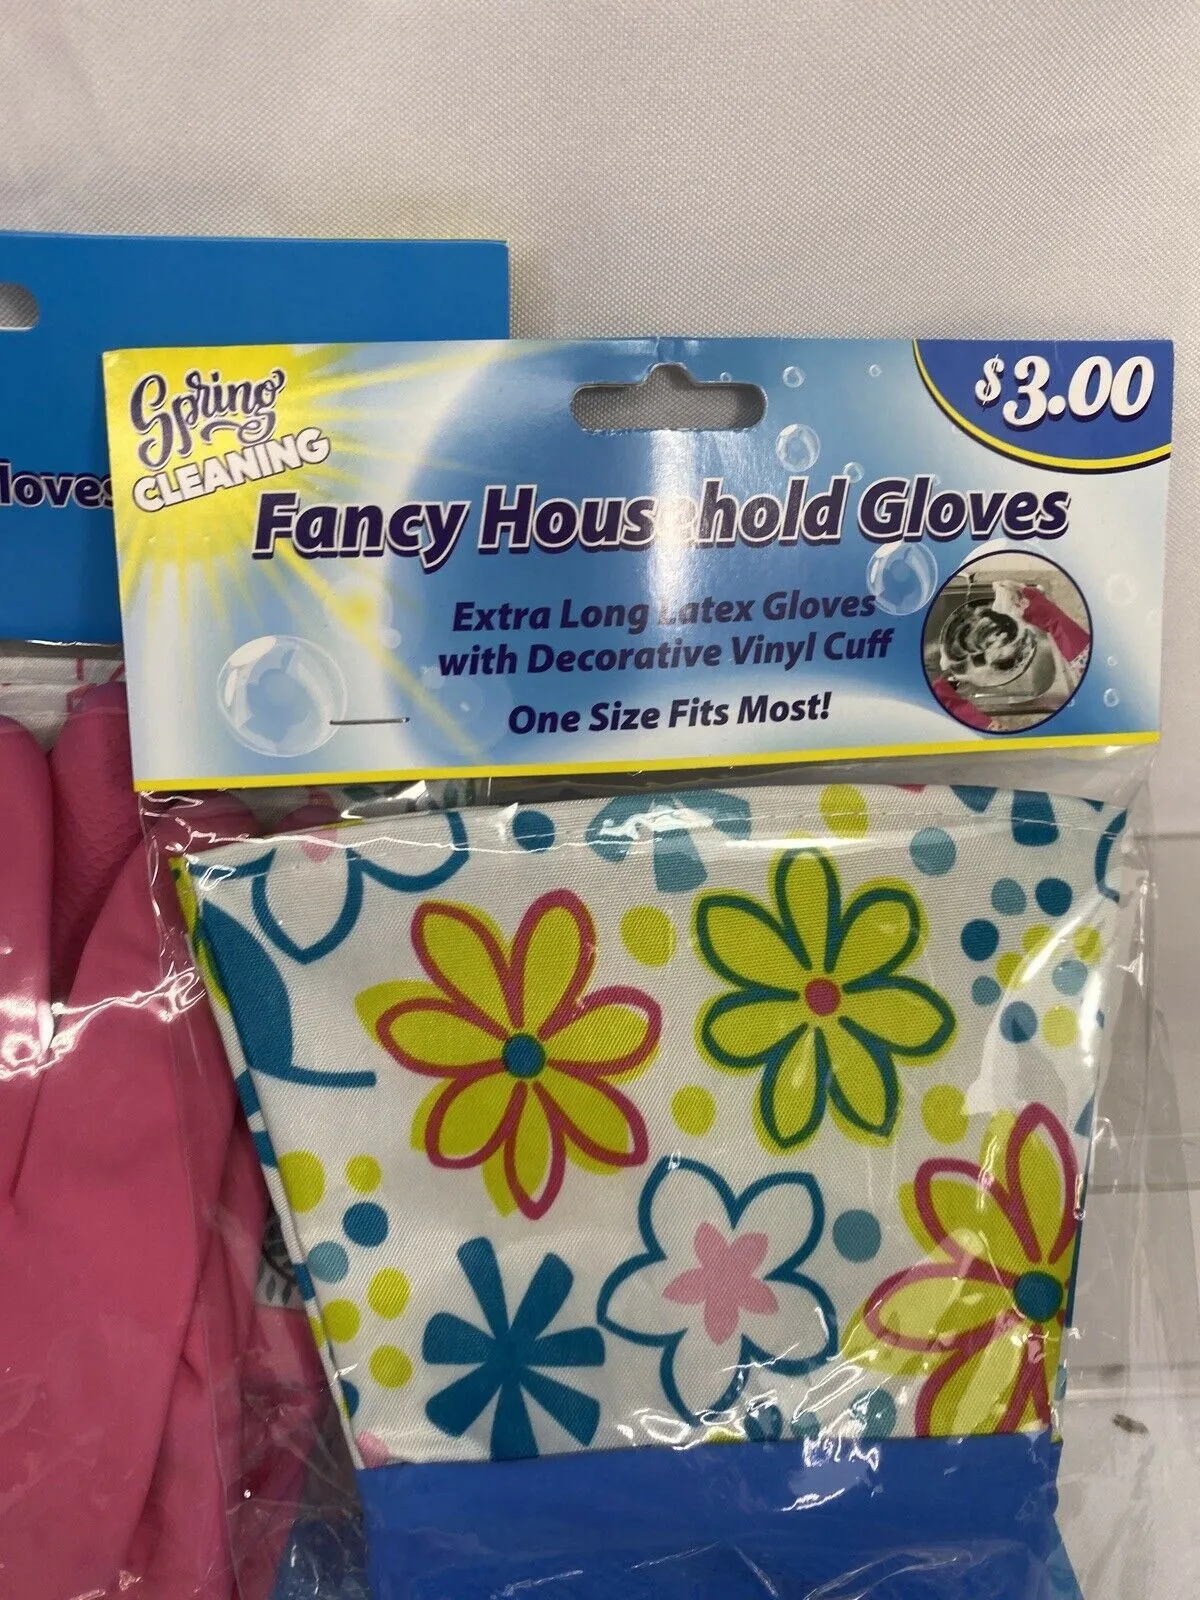 loves
Spring
CLEANING
$3.00
Fancy Household Gloves
Extra Long Latex Gloves
with Decorative Vinyl Cuff
One Size Fits Most!